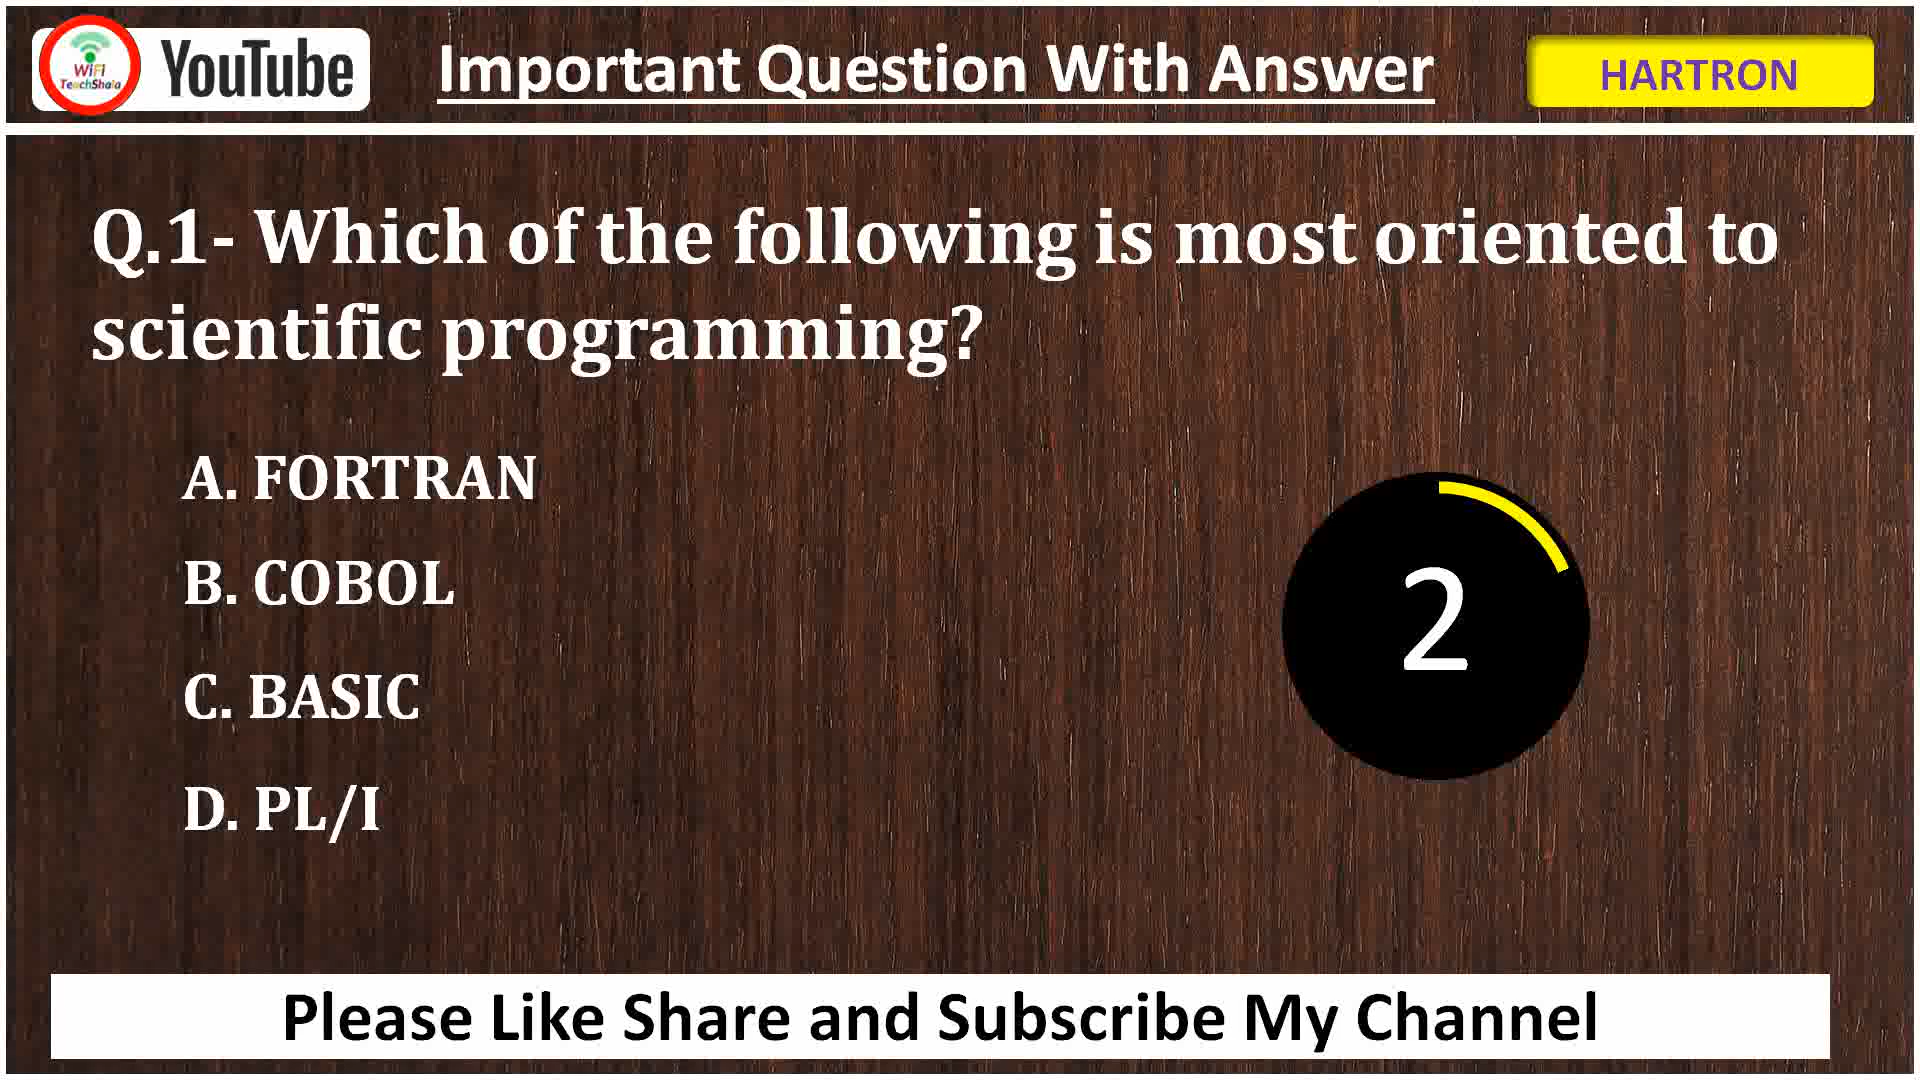 WiFi
TeachShala
YouTube
Important Question With Answer
HARTRON
Q.1- Which of the following is most oriented to
scientific programming?
A. FORTRAN
B. COBOL
C. BASIC
D. PL/I
2
Please Like Share and Subscribe My Channel